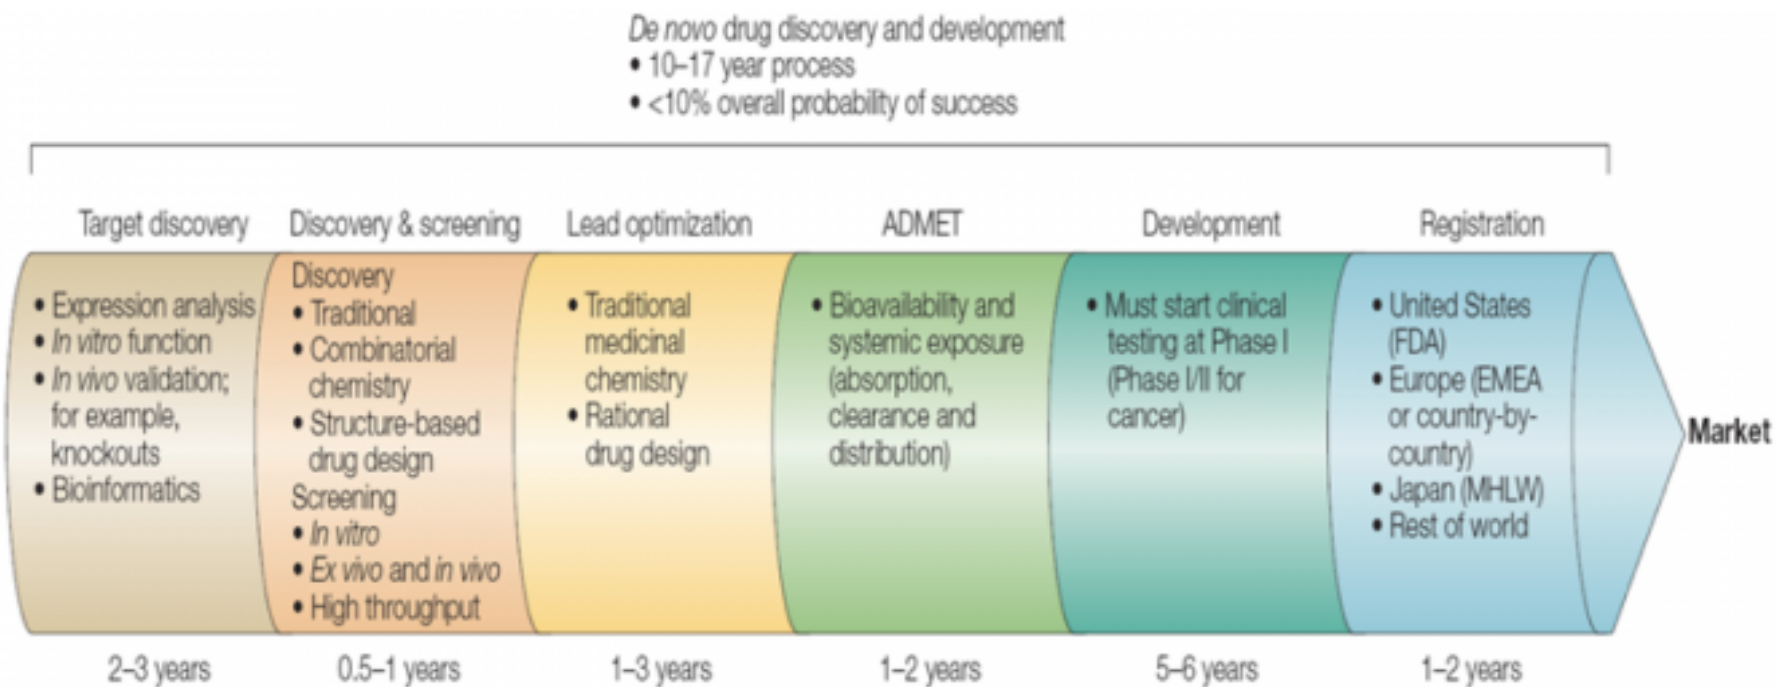 De novo drug discovery and development
• 10–17 year process
• <10% overall probability of success
Target discovery
Discovery & screening
Lead optimization
ADMET
Development
Registration
• Expression analysis
• In vitro function
• In vivo validation;
for example,
knockouts
• Bioinformatics
Discovery
• Traditional
• Combinatorial
chemistry
• Structure-based
drug design
Screening
• In vitro
• Ex vivo and in vivo
• High throughput
• Traditional
medicinal
chemistry
• Rational
drug design
• Bioavailability and
systemic exposure
(absorption,
clearance and
distribution)
• Must start clinical
testing at Phase I
(Phase I/II for
cancer)
• United States
(FDA)
• Europe (EMEA
or country-by-
country)
• Japan (MHLW)
• Rest of world
Market
2–3 years
0.5–1 years
1–3 years
1–2 years
5–6 years
1–2 years